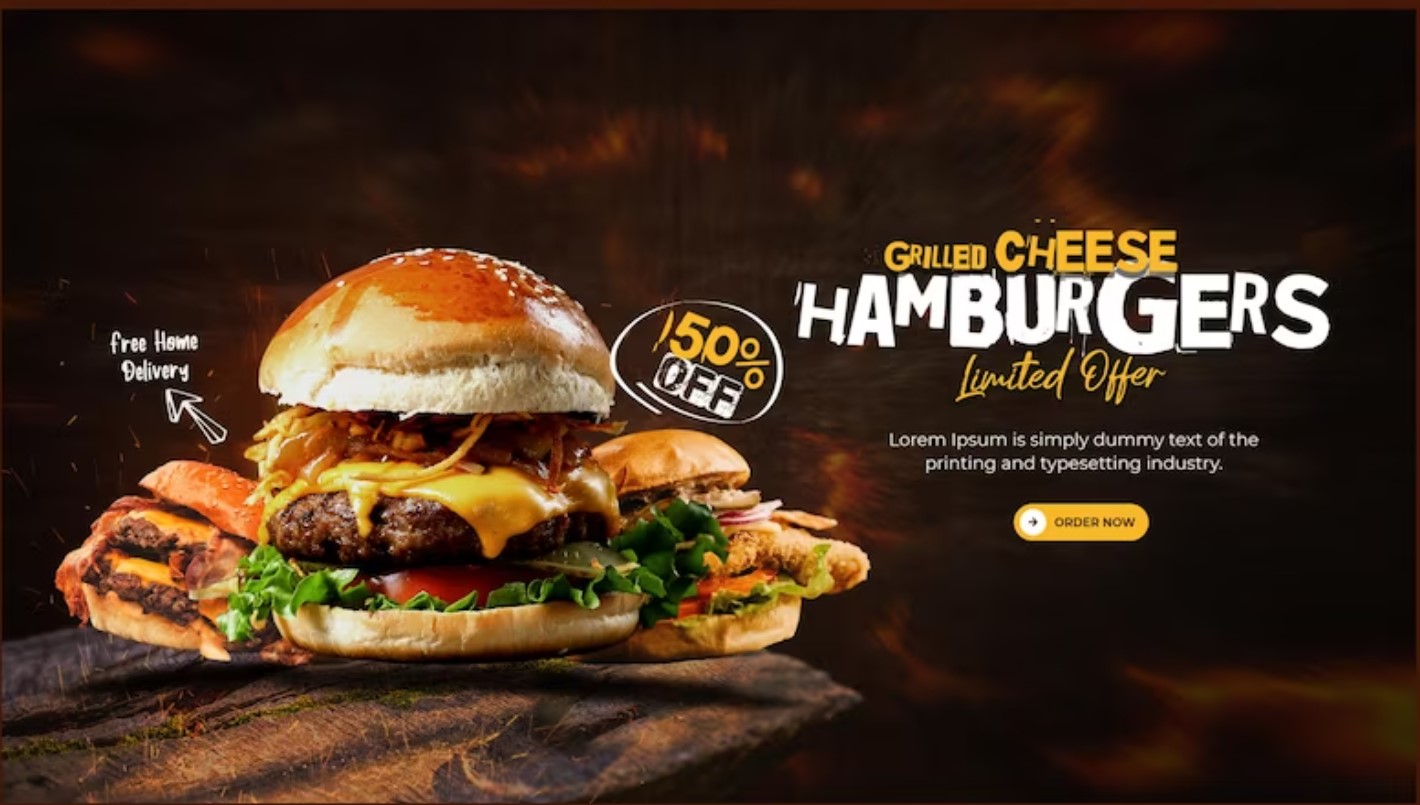 free Home
Delivery
50%
OFF
GRILLED CHEESE
HAMBURGERS
Limited Offer
Lorem Ipsum is simply dummy text of the
printing and typesetting industry.
ORDER NOW